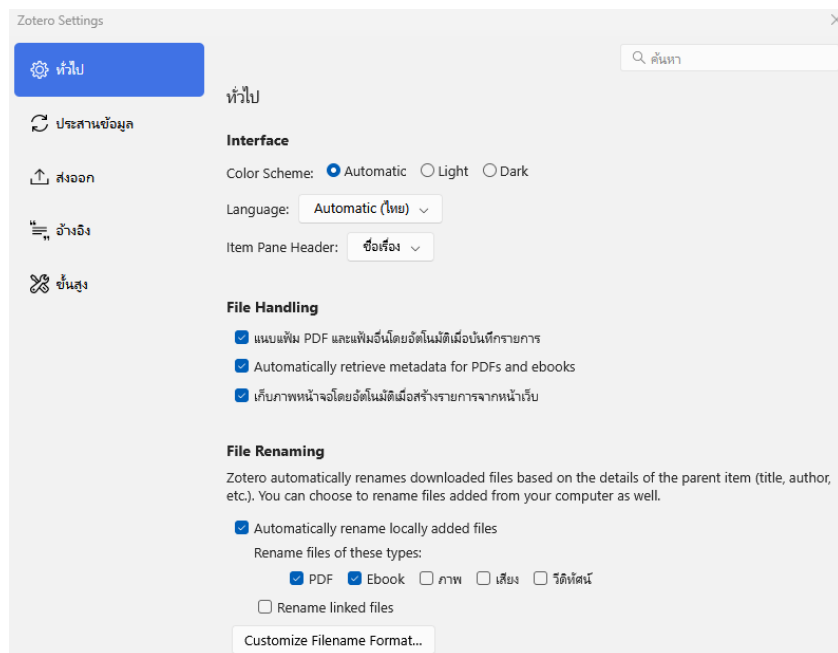 Zotero Settings
ทั่วไป
ค้นหา
ประสานข้อมูล
ส่งออก
อ้างอิง
ขั้นสูง
ทั่วไป
Interface
Color Scheme: Automatic Light Dark
Language: Automatic (ไทย)
Item Pane Header: ชื่อเรื่อง
File Handling
แนบแฟ้ม PDF และแฟ้มอื่นโดยอัตโนมัติเมื่อบันทึกรายการ
Automatically retrieve metadata for PDFs and ebooks
เก็บภาพหน้าจอโดยอัตโนมัติเมื่อสร้างรายการจากหน้าเว็บ
File Renaming
Zotero automatically renames downloaded files based on the details of the parent item (title, author,
etc.). You can choose to rename files added from your computer as well.
Automatically rename locally added files
Rename files of these types:
PDF Ebook ภาพ เสียง วีดิทัศน์
Rename linked files
Customize Filename Format...